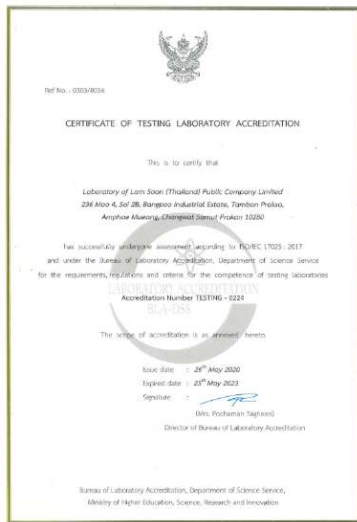 Ref No. : 0303/0036
CERTIFICATE OF TESTING LABORATORY ACCREDITATION
This is to certify that
Laboratory of Lam Soon (Thailand) Public Company Limited
236 Moo 4, Soi 2B, Bangpoo Industrial Estate, Tambon Prakas,
Amphoe Mueang, Changwat Samut Prakan 10280
has successfully undergone assessment according to ISO/IEC 17025 : 2017
and under the Bureau of Laboratory Accreditation, Department of Science Service
for the requirements, regulations and criteria for the competence of testing laboratories
LABORATORY ACCREDITATION
Accreditation Number TESTING - 0224
BLA-DSS
The scope of accreditation is as annexed hereto
Issue date : 26th May 2020
Expired date : 25th May 2023
Signature :
(Mrs. Pochaman Tagheen)
Director of Bureau of Laboratory Accreditation
Bureau of Laboratory Accreditation, Department of Science Service,
Ministry of Higher Education, Science, Research and Innovation